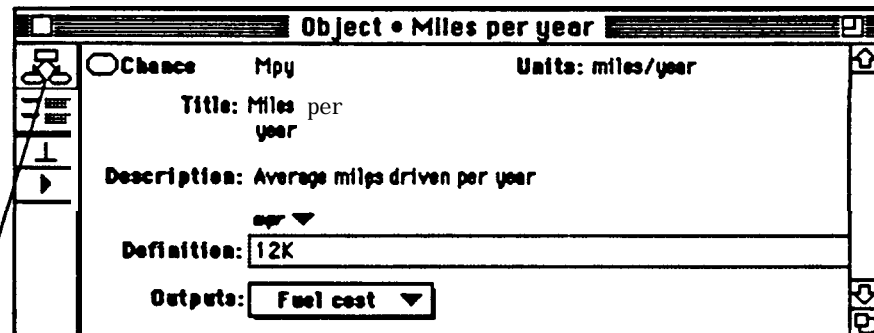 Object • Miles per year
Chance Mpy Units: miles/year
Title: Miles per
year
Description: Average miles driven per year
Definition: 12K
Outputs: Fuel cost